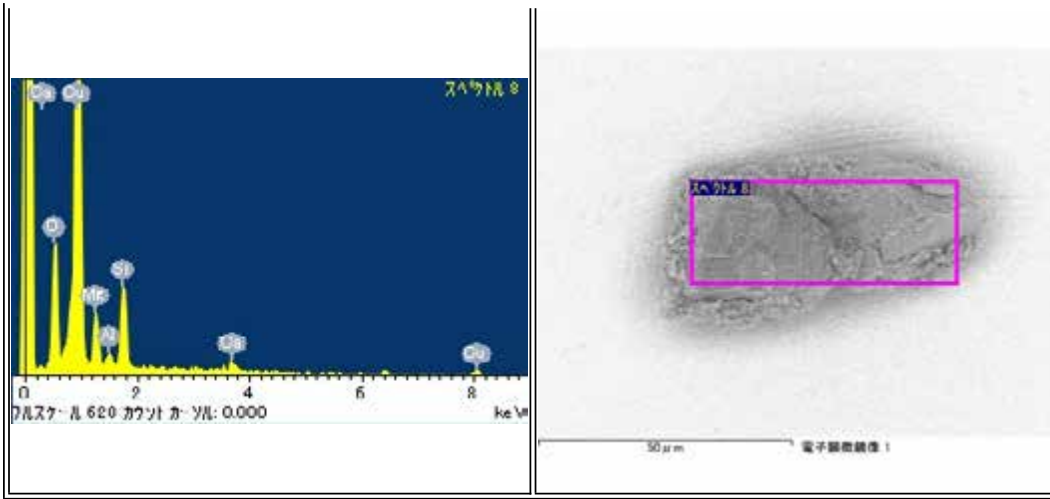 スペクトル 8
Ca Cu
O
Mg
Al
Si
Ca
Cu
0 2 4 6 8
フルスケール 620 カウント カーソル: 0.000
keV
スペクトル 8
50μm
電子顕微鏡像 1